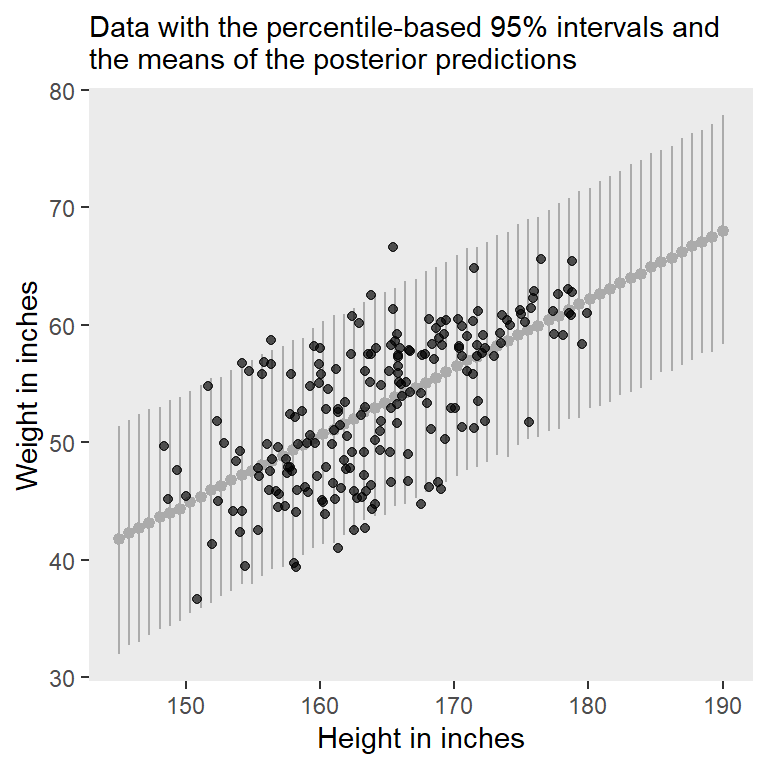 Data with the percentile-based 95% intervals and
the means of the posterior predictions
80
70
60
50
40
30
Weight in inches
150 160 170 180 190
Height in inches